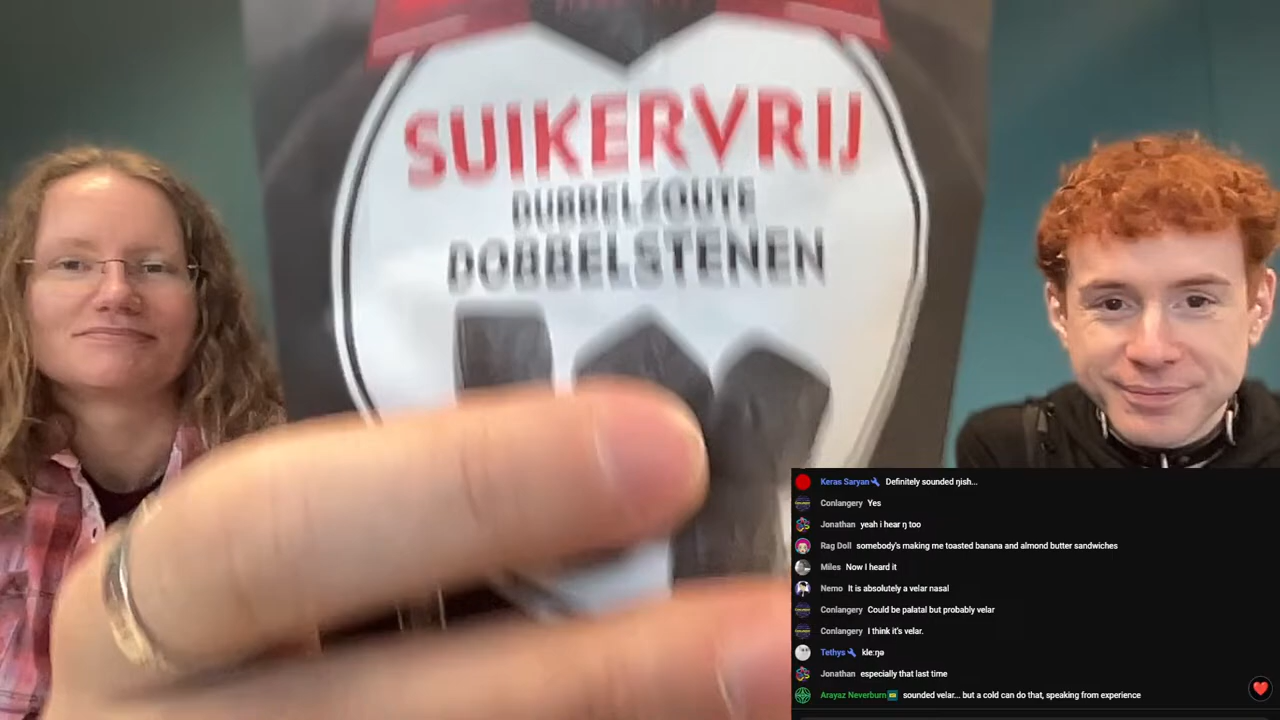 SUIKERVRIJ
DUBBELZOUTE
DOBBELSTENEN
Keras Saryan Definitely sounded ŋish...
Conlangery Yes
Jonathan yeah i hear ŋ too
Rag Doll somebody's making me toasted banana and almond butter sandwiches
Miles Now I heard it
Nemo It is absolutely a velar nasal
Conlangery Could be palatal but probably velar
Conlangery I think it's velar.
Tethys kleːŋə
Jonathan especially that last time
Arayaz Neverburn sounded velar... but a cold can do that, speaking from experience